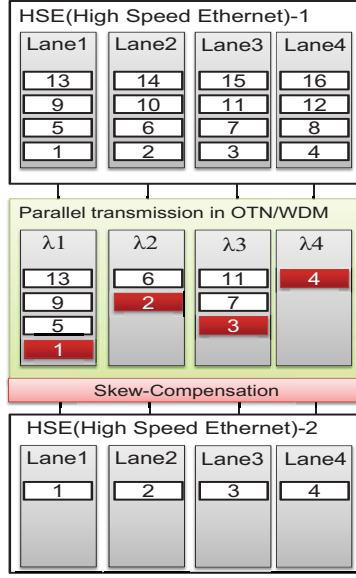 HSE(High Speed Ethernet)-1
Lane1 Lane2 Lane3 Lane4
13 14 15 16
9 10 11 12
5 6 7 8
1 2 3 4
Parallel transmission in OTN/WDM
λ1 λ2 λ3 λ4
13 6 11 4
9 2 7
5 3
1
Skew-Compensation
HSE(High Speed Ethernet)-2
Lane1 Lane2 Lane3 Lane4
1 2 3 4